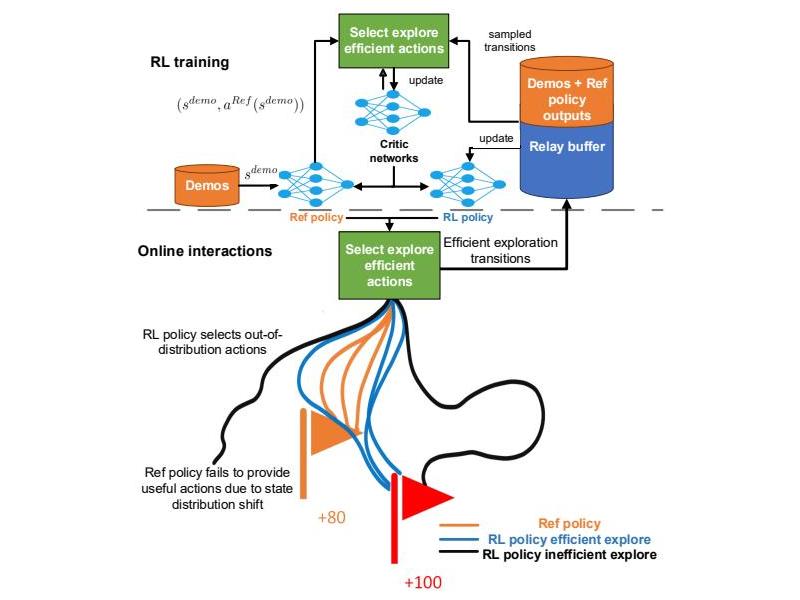 Select explore
efficient actions
sampled
transitions
RL training
update
Demos + Ref
policy
outputs
(s^{demo}, a^{Ref}(s^{demo}))
Critic
networks
update
Relay buffer
Demos
s^{demo}
Ref policy
RL policy
Online interactions
Select explore
efficient
actions
Efficient exploration
transitions
RL policy selects out-of-
distribution actions
Ref policy fails to provide
useful actions due to state
distribution shift
+80
Ref policy
RL policy efficient explore
RL policy inefficient explore
+100